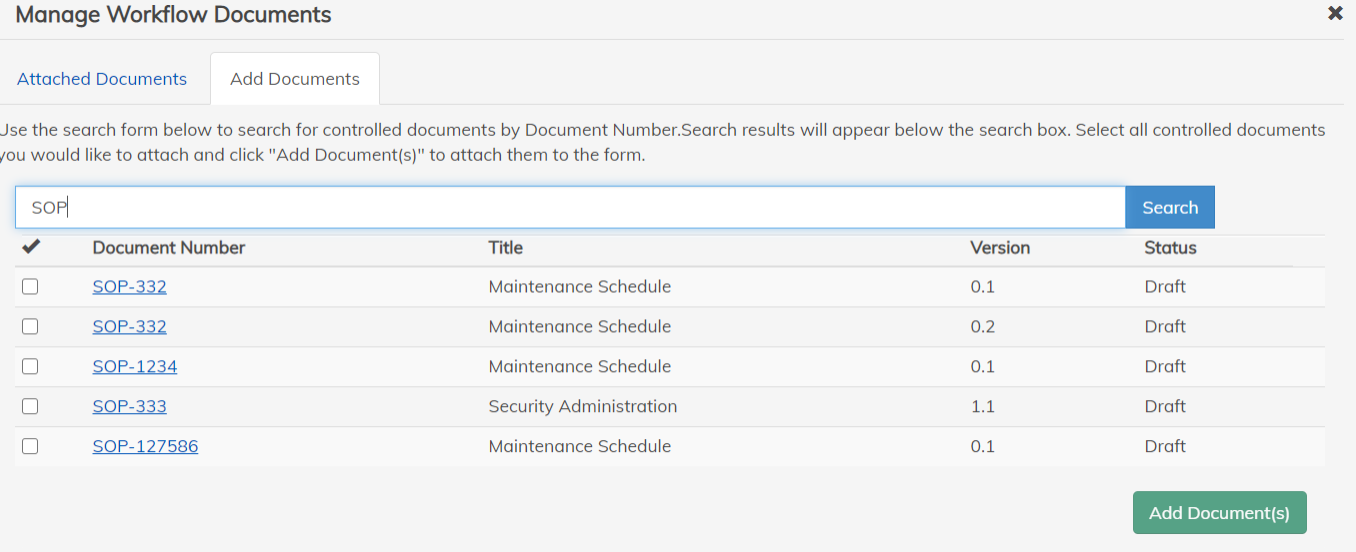 Manage Workflow Documents
Attached Documents Add Documents
Use the search form below to search for controlled documents by Document Number.Search results will appear below the search box. Select all controlled documents
you would like to attach and click "Add Document(s)" to attach them to the form.
SOP Search
Document Number Title Version Status
SOP-332 Maintenance Schedule 0.1 Draft
SOP-332 Maintenance Schedule 0.2 Draft
SOP-1234 Maintenance Schedule 0.1 Draft
SOP-333 Security Administration 1.1 Draft
SOP-127586 Maintenance Schedule 0.1 Draft
Add Document(s)